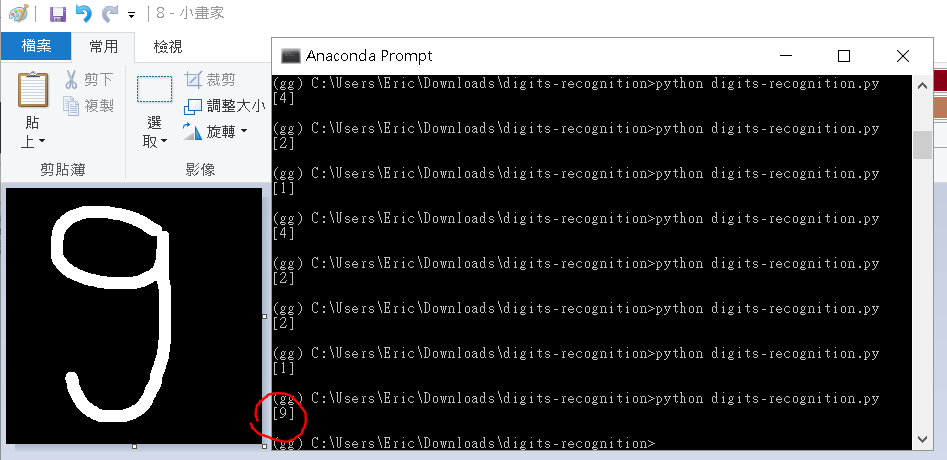 8 - 小畫家
檔案 常用 檢視
貼上
剪下
複製
剪貼簿
選取
裁剪
調整大小
旋轉
影像
9
Anaconda Prompt
(gg) C:\Users\Eric\Downloads\digits-recognition>python digits-recognition.py
[4]
(gg) C:\Users\Eric\Downloads\digits-recognition>python digits-recognition.py
[2]
(gg) C:\Users\Eric\Downloads\digits-recognition>python digits-recognition.py
[1]
(gg) C:\Users\Eric\Downloads\digits-recognition>python digits-recognition.py
[4]
(gg) C:\Users\Eric\Downloads\digits-recognition>python digits-recognition.py
[2]
(gg) C:\Users\Eric\Downloads\digits-recognition>python digits-recognition.py
[2]
(gg) C:\Users\Eric\Downloads\digits-recognition>python digits-recognition.py
[1]
(gg) C:\Users\Eric\Downloads\digits-recognition>python digits-recognition.py
[9]
(gg) C:\Users\Eric\Downloads\digits-recognition>